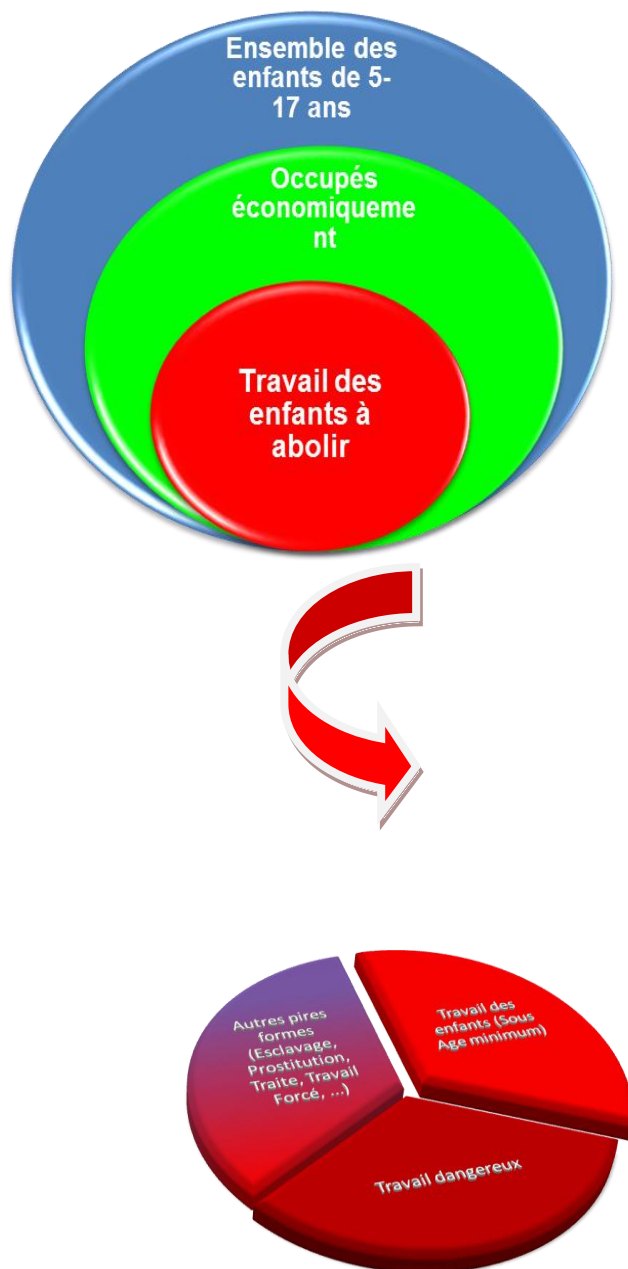 Ensemble des
enfants de 5-
17 ans
Occupés
économiqueme
nt
Travail des
enfants à
abolir
Autres pires
formes
(Esclavage,
Prostitution,
Traite, Travail
Forcé, ...)
Travail des
enfants (Sous
Age minimum)
Travail dangereux